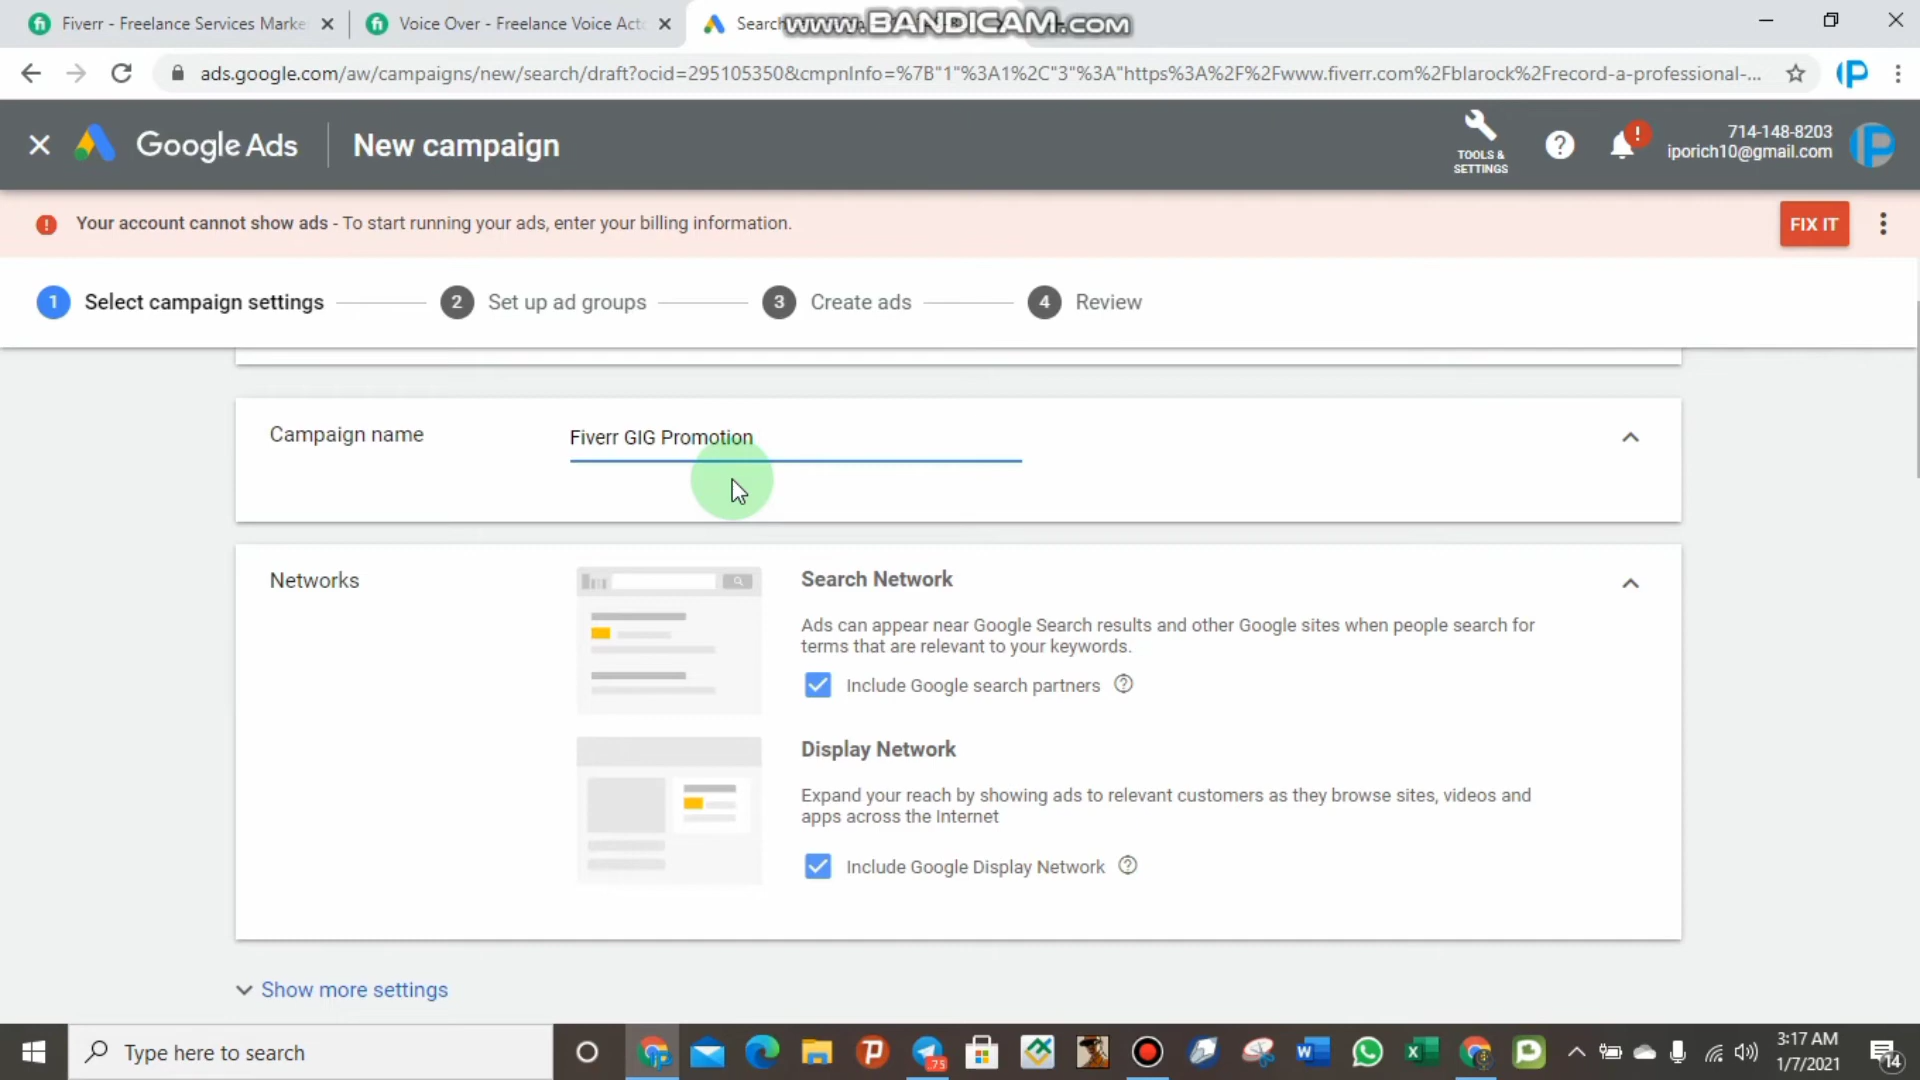 Fiverr - Freelance Services Marke
Voice Over - Freelance Voice Acto
Search
www.BANDICAM.com
ads.google.com/aw/campaigns/new/search/draft?ocid=295105350&cmpnInfo=%7B"1"%3A1%2C"3"%3A"https%3A%2F%2Fwww.fiverr.com%2Fblarock%2Frecord-a-professional-...
Google Ads
New campaign
TOOLS &
SETTINGS
714-148-8203
iporich10@gmail.com
Your account cannot show ads - To start running your ads, enter your billing information.
FIX IT
1 Select campaign settings
2 Set up ad groups
3 Create ads
4 Review
Campaign name
Fiverr GIG Promotion
Networks
Search Network
Ads can appear near Google Search results and other Google sites when people search for
terms that are relevant to your keywords.
Include Google search partners
Display Network
Expand your reach by showing ads to relevant customers as they browse sites, videos and
apps across the Internet
Include Google Display Network
Show more settings
Type here to search
75
3:17 AM
1/7/2021
14